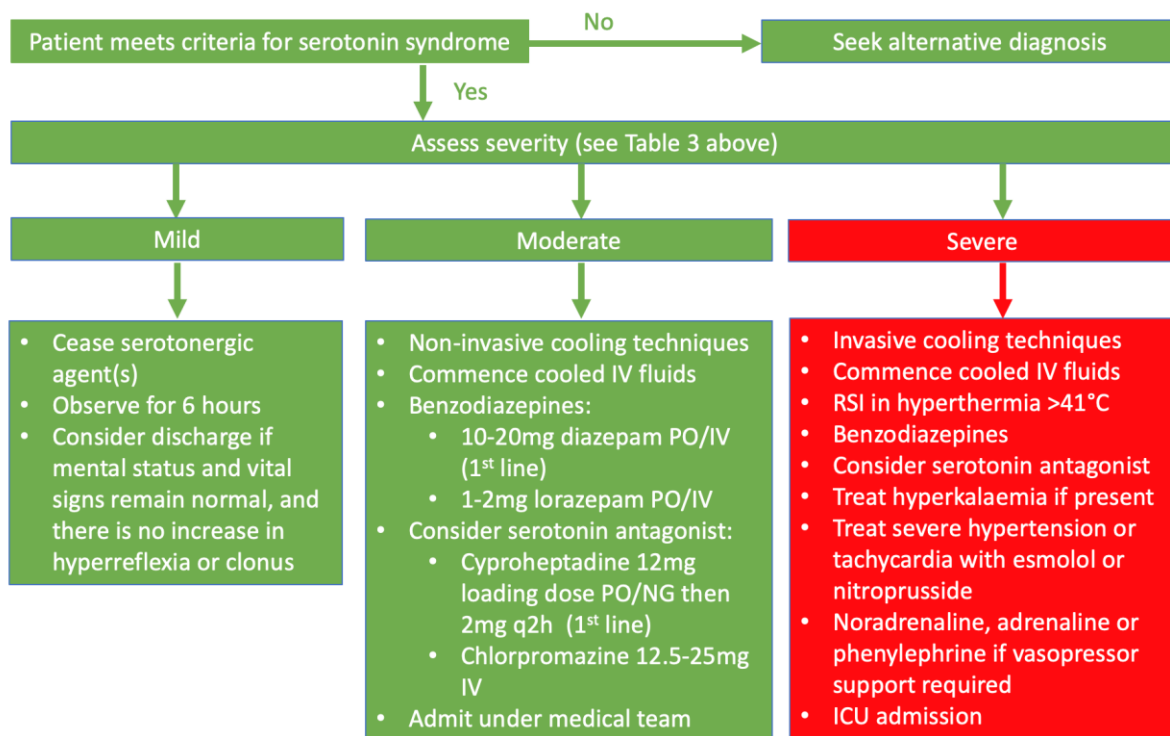 Patient meets criteria for serotonin syndrome
No
Seek alternative diagnosis
Yes
Assess severity (see Table 3 above)
Mild
Moderate
Severe
• Cease serotonergic
agent(s)
• Observe for 6 hours
• Consider discharge if
mental status and vital
signs remain normal, and
there is no increase in
hyperreflexia or clonus
• Non-invasive cooling techniques
• Commence cooled IV fluids
• Benzodiazepines:
• 10-20mg diazepam PO/IV
(1st line)
• 1-2mg lorazepam PO/IV
• Consider serotonin antagonist:
• Cyproheptadine 12mg
loading dose PO/NG then
2mg q2h (1st line)
• Chlorpromazine 12.5-25mg
IV
• Admit under medical team
• Invasive cooling techniques
• Commence cooled IV fluids
• RSI in hyperthermia >41°C
• Benzodiazepines
• Consider serotonin antagonist
• Treat hyperkalaemia if present
• Treat severe hypertension or
tachycardia with esmolol or
nitroprusside
• Noradrenaline, adrenaline or
phenylephrine if vasopressor
support required
• ICU admission